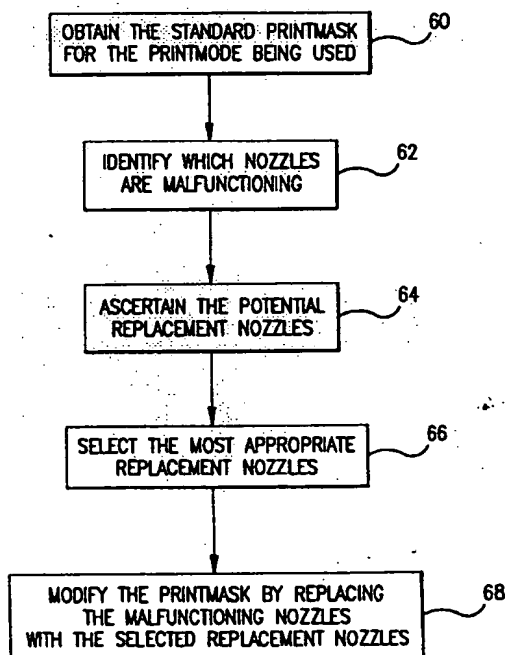 OBTAIN THE STANDARD PRINTMASK
FOR THE PRINTMODE BEING USED
60
IDENTIFY WHICH NOZZLES
ARE MALFUNCTIONING
62
ASCERTAIN THE POTENTIAL
REPLACEMENT NOZZLES
64
SELECT THE MOST APPROPRIATE
REPLACEMENT NOZZLES
66
MODIFY THE PRINTMASK BY REPLACING
THE MALFUNCTIONING NOZZLES
WITH THE SELECTED REPLACEMENT NOZZLES
68